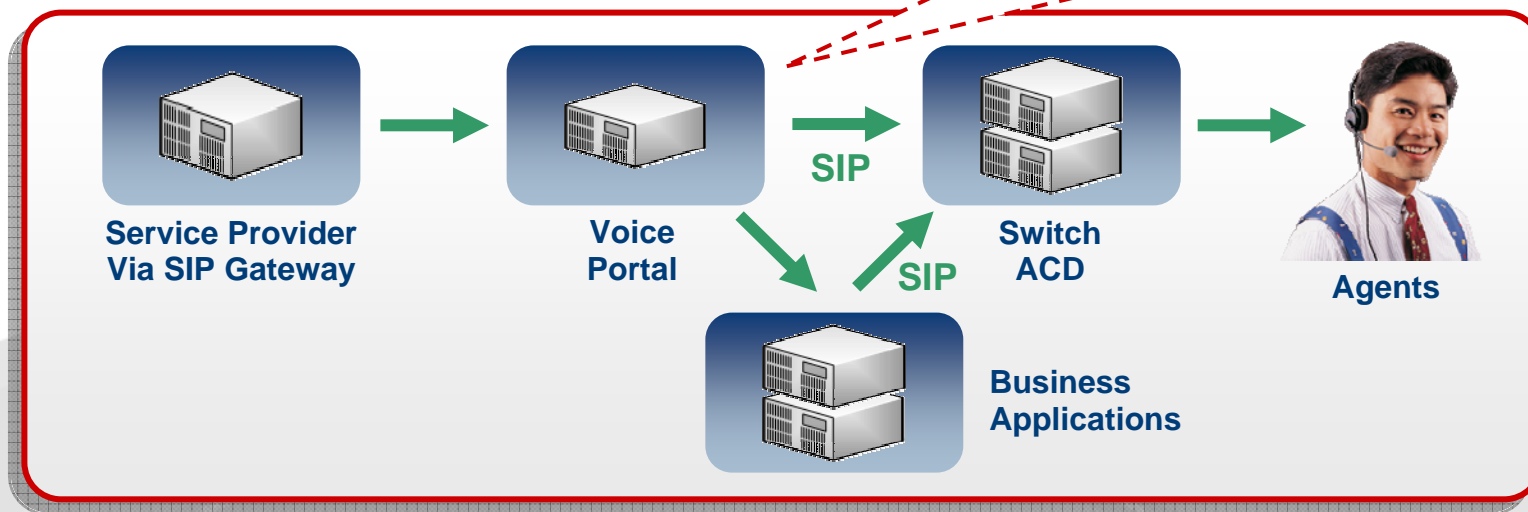 Service Provider
Via SIP Gateway
Voice
Portal
SIP
Switch
ACD
Agents
SIP
Business
Applications